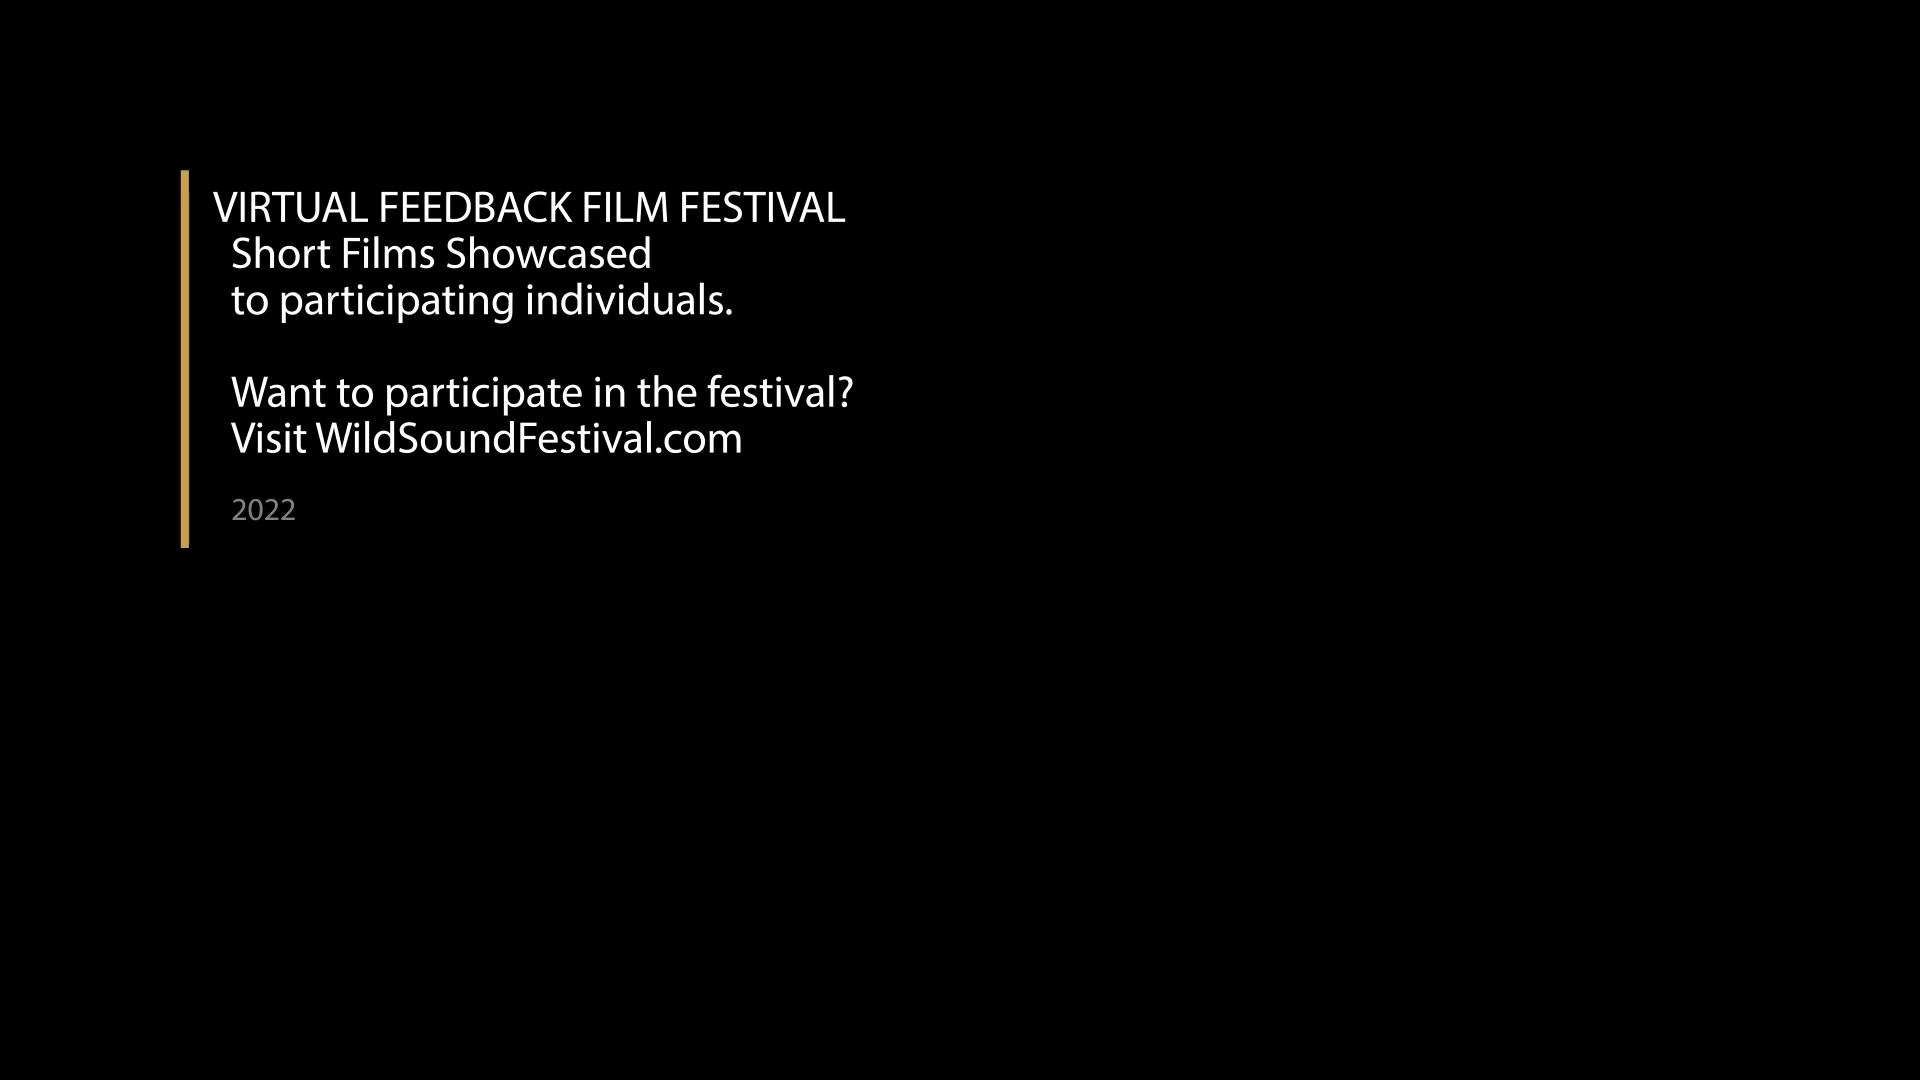 VIRTUAL FEEDBACK FILM FESTIVAL
Short Films Showcased
to participating individuals.
Want to participate in the festival?
Visit WildSoundFestival.com
2022